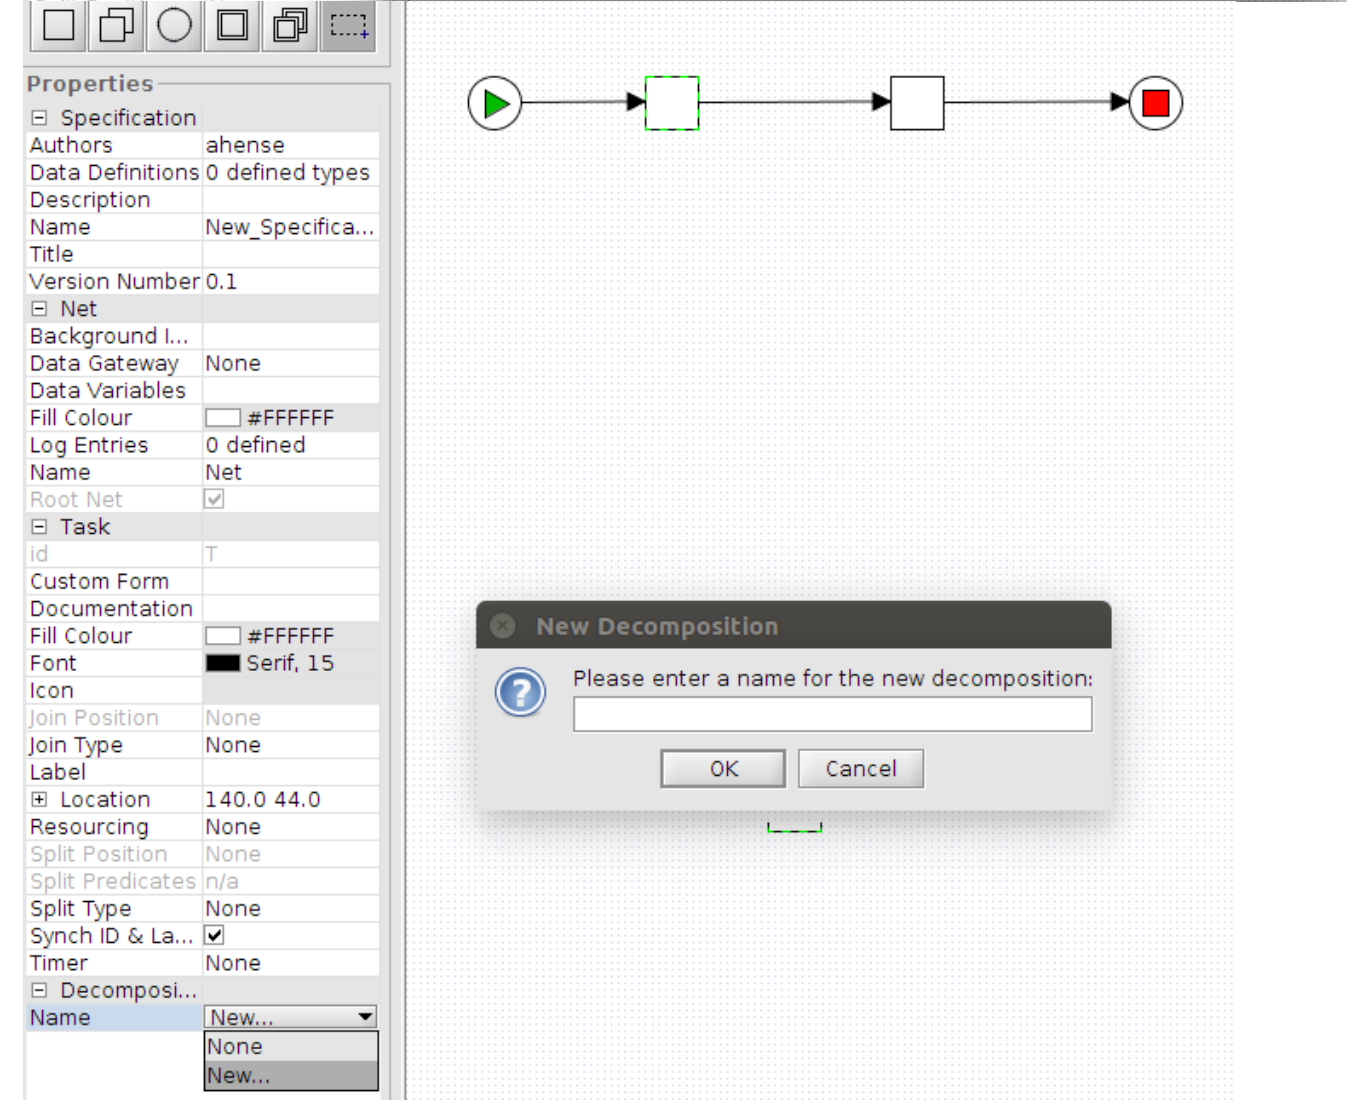 Properties
Specification
Authors ahense
Data Definitions 0 defined types
Description
Name New_Specifica...
Title
Version Number 0.1
Net
Background I...
Data Gateway None
Data Variables
Fill Colour #FFFFFF
Log Entries 0 defined
Name Net
Root Net
Task
id T
Custom Form
Documentation
Fill Colour #FFFFFF
Font Serif, 15
Icon
Join Position None
Join Type None
Label
Location 140.0 44.0
Resourcing None
Split Position None
Split Predicates n/a
Split Type None
Synch ID & La...
Timer None
Decomposi...
Name New...
None
New...
New Decomposition
Please enter a name for the new decomposition:
OK Cancel